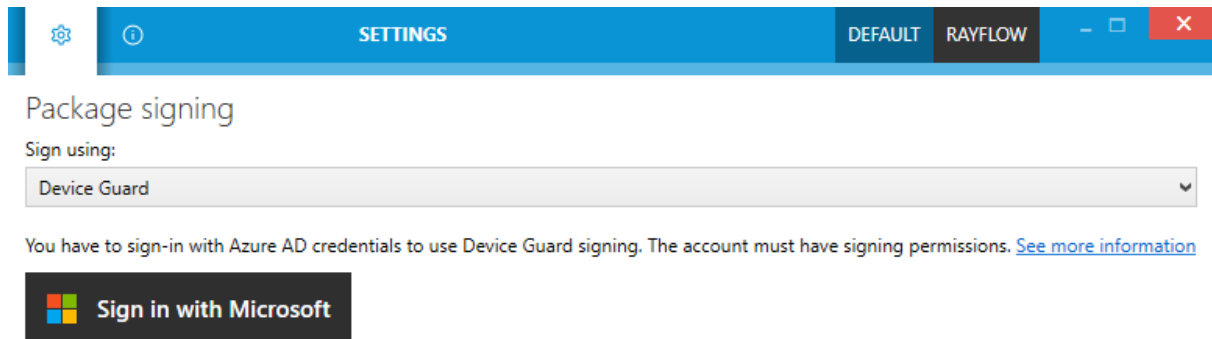 SETTINGS
DEFAULT
RAYFLOW
Package signing
Sign using:
Device Guard
You have to sign-in with Azure AD credentials to use Device Guard signing. The account must have signing permissions. See more information
Sign in with Microsoft